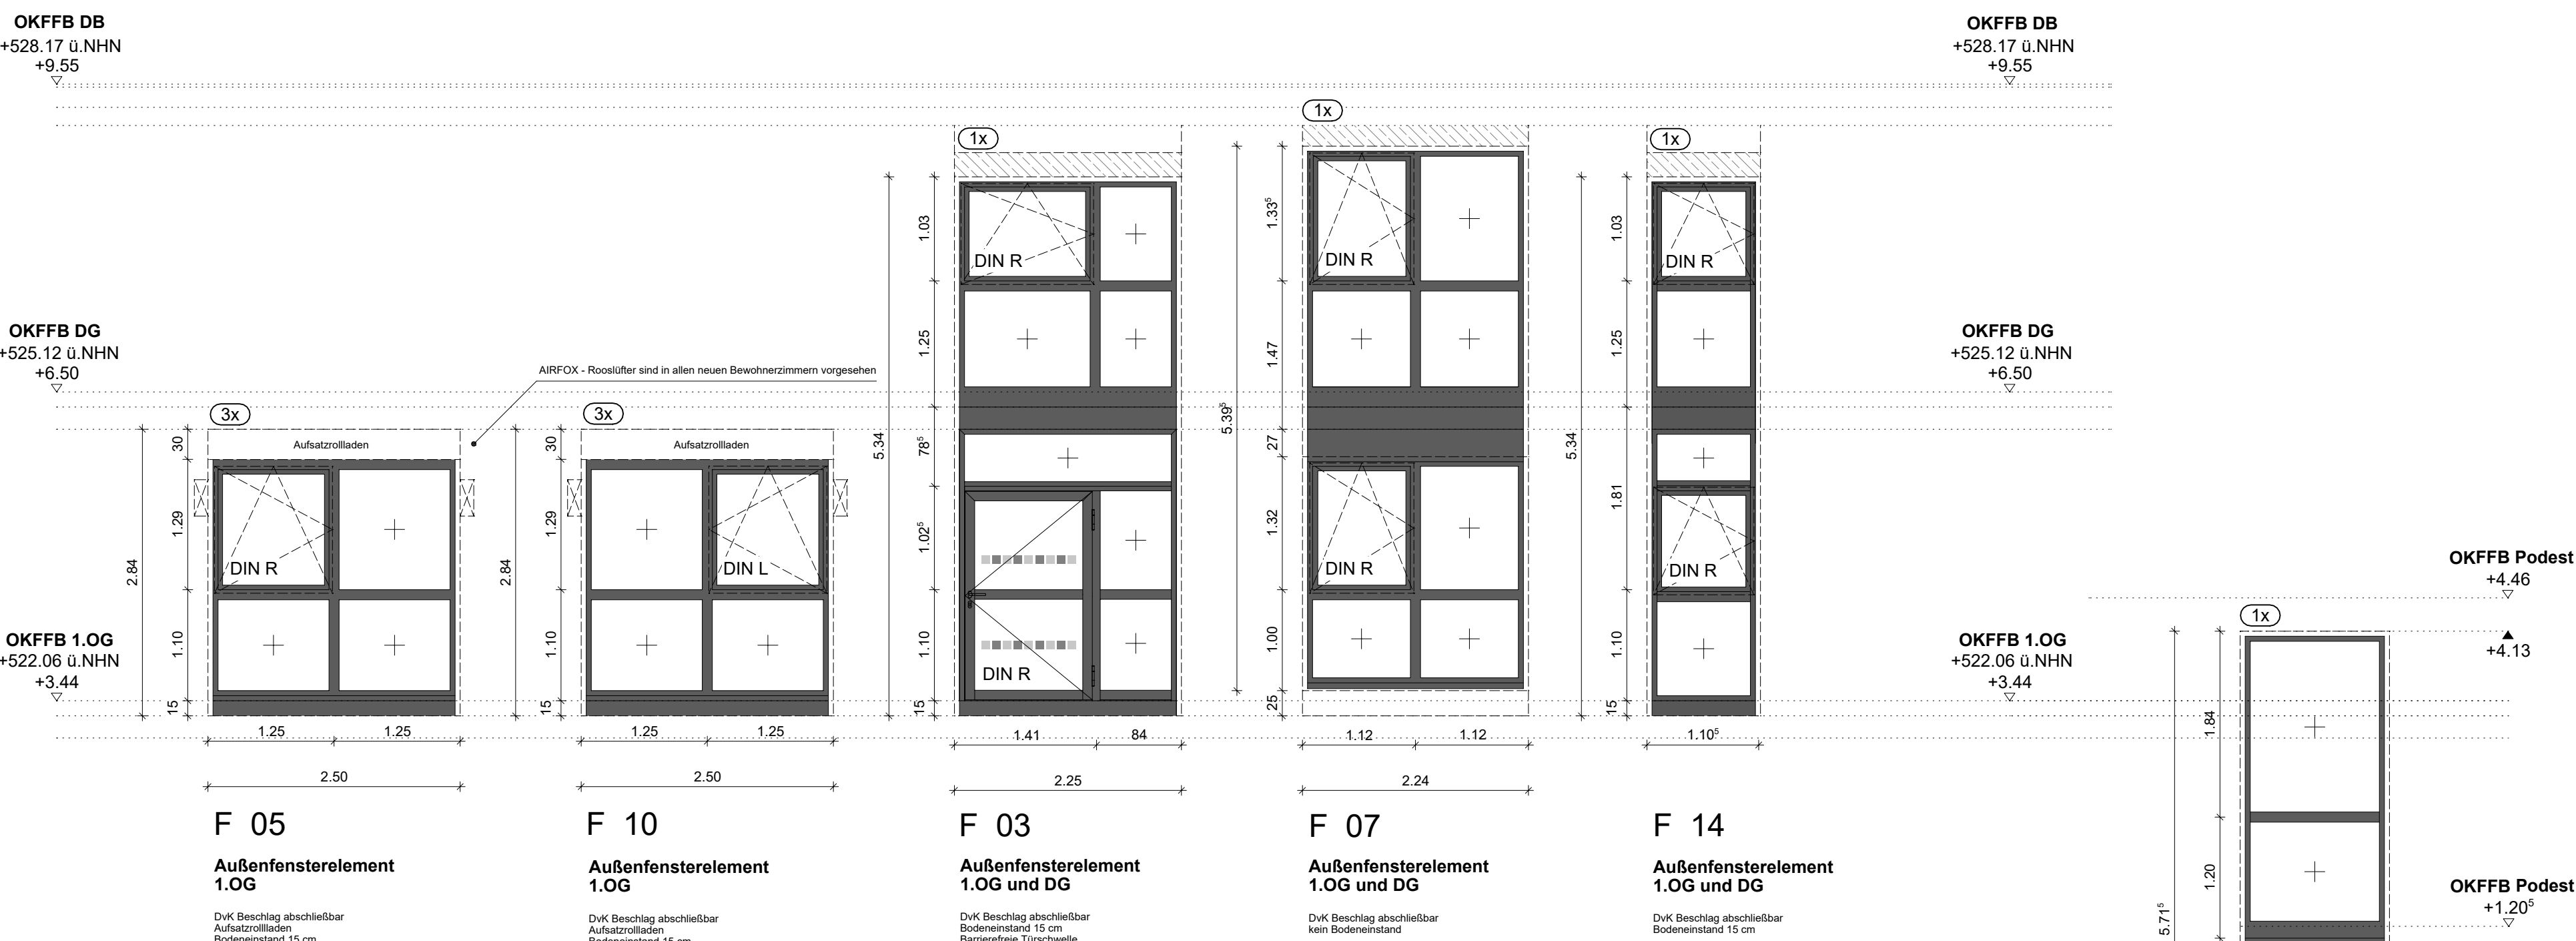 OKFFB DB
+528.17 ü.NHN
+9.55
OKFFB DB
+528.17 ü.NHN
+9.55
OKFFB DG
+525.12 ü.NHN
+6.50
OKFFB DG
+525.12 ü.NHN
+6.50
OKFFB 1.OG
+522.06 ü.NHN
+3.44
OKFFB 1.OG
+522.06 ü.NHN
+3.44
OKFFB Podest
+4.46
+4.13
OKFFB Podest
+1.20⁵
AIRFOX - Rooslüfter sind in allen neuen Bewohnerzimmern vorgesehen
3x
Aufsatzrollladen
DIN R
30
1.29
1.10
15
2.84
1.25
1.25
2.50
F 05
Außenfensterelement
1.OG
DvK Beschlag abschließbar
Aufsatzrollladen
Bodeneinstand 15 cm
3x
Aufsatzrollladen
DIN L
30
1.29
1.10
15
2.84
1.25
1.25
2.50
F 10
Außenfensterelement
1.OG
DvK Beschlag abschließbar
Aufsatzrollladen
Bodeneinstand 15 cm
1x
DIN R
DIN R
1.03
1.25
78⁵
1.02⁵
1.10
15
5.34
1.41
84
2.25
F 03
Außenfensterelement
1.OG und DG
DvK Beschlag abschließbar
Bodeneinstand 15 cm
Barrierefreie Türschwelle
1x
DIN R
DIN R
1.33⁵
1.47
27
1.32
1.00
25
5.39⁵
1.12
1.12
2.24
F 07
Außenfensterelement
1.OG und DG
DvK Beschlag abschließbar
kein Bodeneinstand
1x
DIN R
DIN R
1.03
1.25
1.81
1.10
15
5.34
1.10⁵
F 14
Außenfensterelement
1.OG und DG
DvK Beschlag abschließbar
Bodeneinstand 15 cm
1x
1.84
1.20
5.71⁵